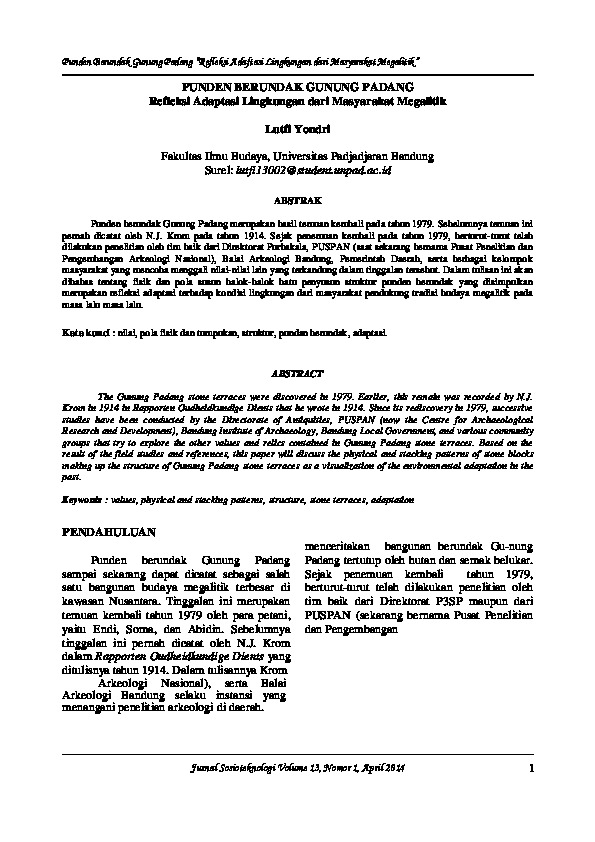 Punden Berundak Gunung Padang "Refleksi Adaftasi Lingkungan dari Masyarakat Megalitik"
PUNDEN BERUNDAK GUNUNG PADANG
Refleksi Adaptasi Lingkungan dari Masyarakat Megalitik
Lutfi Yondri
Fakultas Ilmu Budaya, Universitas Padjadjaran Bandung
Surel: lutfi13002@student.unpad.ac.id
ABSTRAK
Punden berundak Gunung Padang merupakan hasil temuan kembali pada tahun 1979. Sebelumnya temuan ini
pernah dicatat oleh N.J. Krom pada tahun 1914. Sejak penemuan kembali pada tahun 1979, berturut-turut telah
dilakukan penelitian oleh tim baik dari Direktorat Purbakala, PUSPAN (saat sekarang bernama Pusat Penelitian dan
Pengembangan Arkeologi Nasional), Balai Arkeologi Bandung, Pemerintah Daerah, serta berbagai kelompok
masyarakat yang mencoba menggali nilai-nilai lain yang terkandung dalam tinggalan tersebut. Dalam tulisan ini akan
dibahas tentang fisik dan pola susun balok-balok batu penyusun struktur punden berundak yang disimpulkan
merupakan refleksi adaptasi terhadap kondisi lingkungan dari masyarakat pendukung tradisi budaya megalitik pada
masa lalu masa lalu.
Kata kunci : nilai, pola fisik dan tumpukan, struktur, punden berundak, adaptasi
ABSTRACT
The Gunung Padang stone terraces were discovered in 1979. Earlier, this remain was recorded by N.J.
Krom in 1914 in Rapporten Oudheidkundige Dients that he wrote in 1914. Since its rediscovery in 1979, successive
studies have been conducted by the Directorate of Antiquities, PUSPAN (now the Centre for Archaeological
Research and Development), Bandung Institute of Archaeology, Bandung Local Government, and various community
groups that try to explore the other values and relics contained in Gunung Padang stone terraces. Based on the
result of the field studies and references, this paper will discuss the physical and stacking patterns of stone blocks
making up the structure of Gunung Padang stone terraces as a visualization of the environmental adaptation in the
past.
Keywords : values, physical and stacking patterns, structure, stone terraces, adaptation
PENDAHULUAN
Punden berundak Gunung Padang
sampai sekarang dapat dicatat sebagai salah
satu bangunan budaya megalitik terbesar di
kawasan Nusantara. Tinggalan ini merupakan
temuan kembali tahun 1979 oleh para petani,
yaitu Endi, Soma, dan Abidin. Sebelumnya
tinggalan ini pernah dicatat oleh N.J. Krom
dalam Rapporten Oudheidkundige Dients yang
ditulisnya tahun 1914. Dalam tulisannya Krom
Arkeologi Nasional), serta Balai
Arkeologi Bandung selaku instansi yang
menangani penelitian arkeologi di daerah.
menceritakan bangunan berundak Gu-nung
Padang tertutup oleh hutan dan semak belukar.
Sejak penemuan kembali tahun 1979,
berturut-turut telah dilakukan penelitian oleh
tim baik dari Direktorat P3SP maupun dari
PUSPAN (sekarang bernama Pusat Penelitian
dan Pengembangan
Jurnal Sosioteknologi Volume 13, Nomor 1, April 2014
1